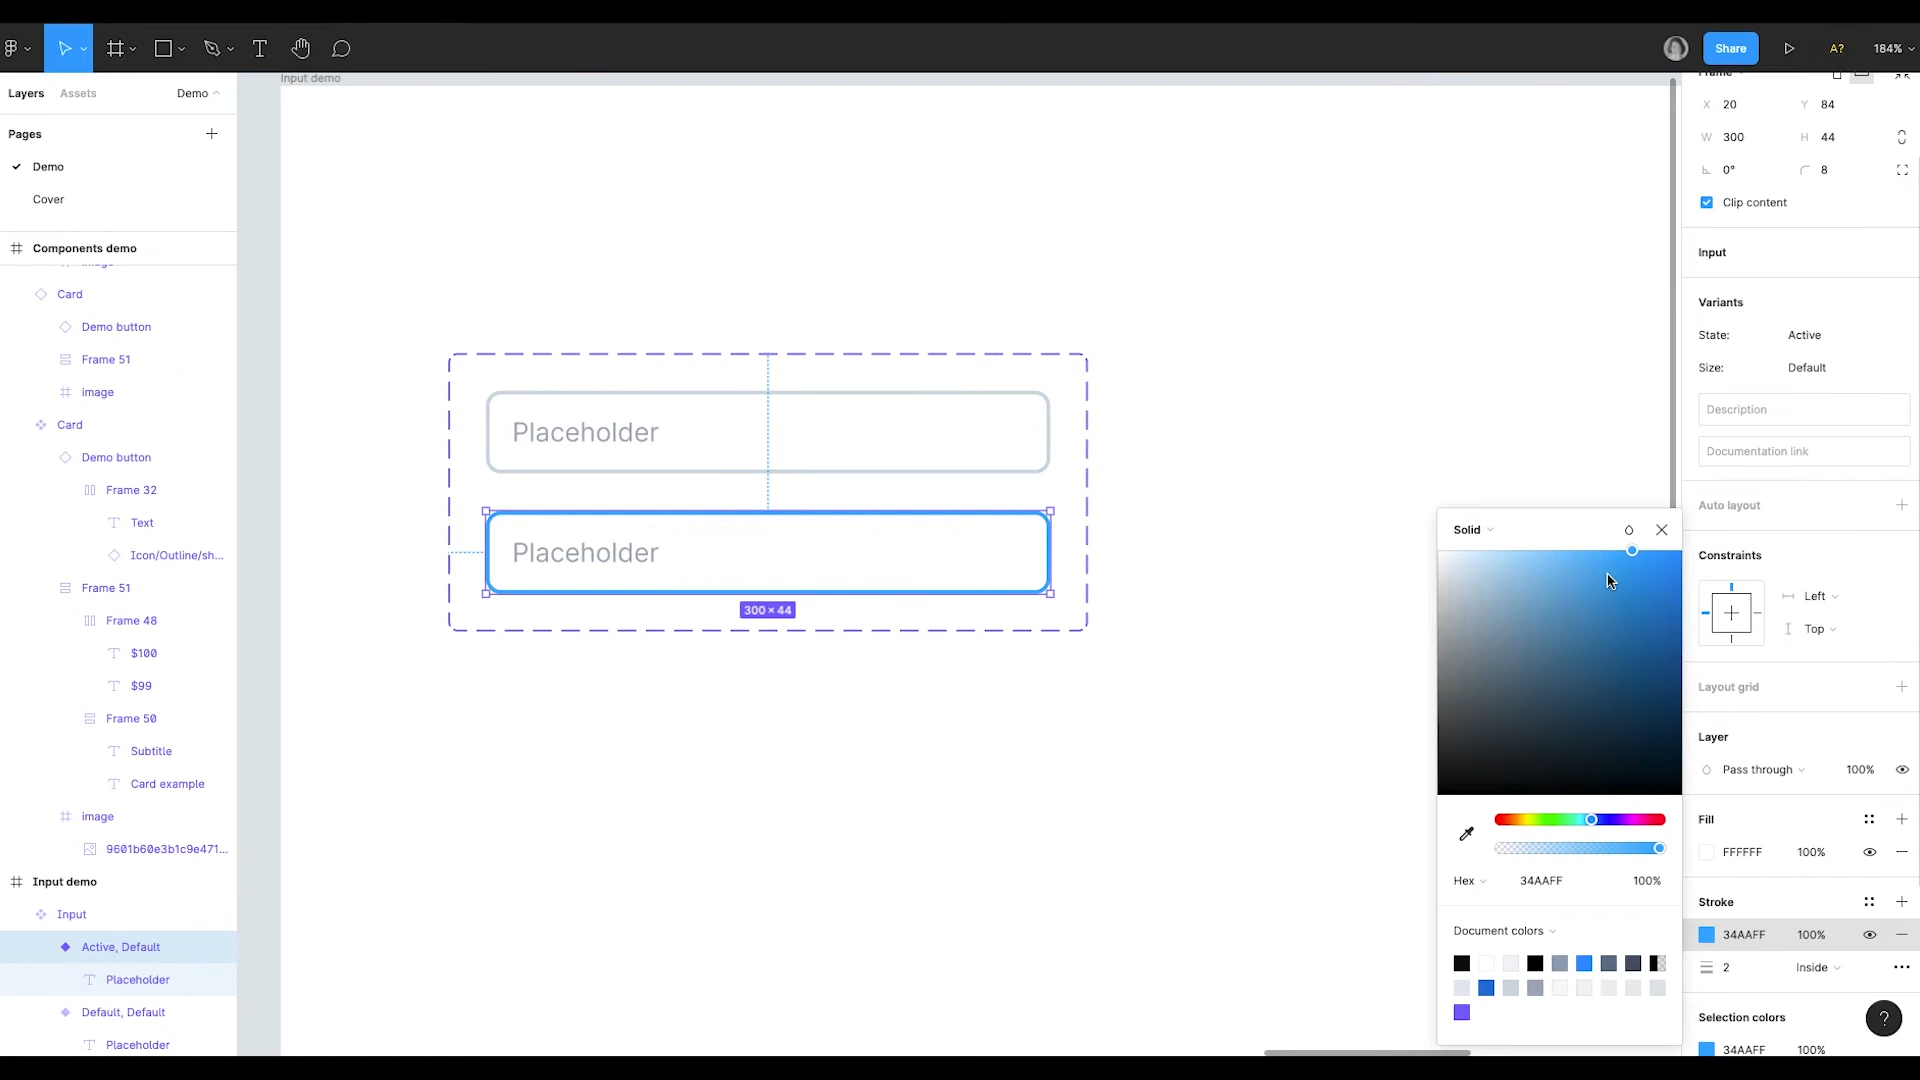 Share
A?
184%
Layers
Assets
Demo
Pages
Demo
Cover
Components demo
image
Card
Demo button
Frame 51
image
Card
Demo button
Frame 32
Text
Icon/Outline/sh...
Frame 51
Frame 48
$100
$99
Frame 50
Subtitle
Card example
image
9601b60e3b1c9e471...
Input demo
Input
Active, Default
Placeholder
Default, Default
Placeholder
Input demo
Placeholder
Placeholder
300 × 44
Solid
Hex
34AAFF
100%
Document colors
Frame
X 20
Y 84
W 300
H 44
0°
8
Clip content
Input
Variants
State: Active
Size: Default
Description
Documentation link
Auto layout
Constraints
Left
Top
Layout grid
Layer
Pass through 100%
Fill
FFFFFF 100%
Stroke
34AAFF 100%
2 Inside
Selection colors
34AAFF 100%
?